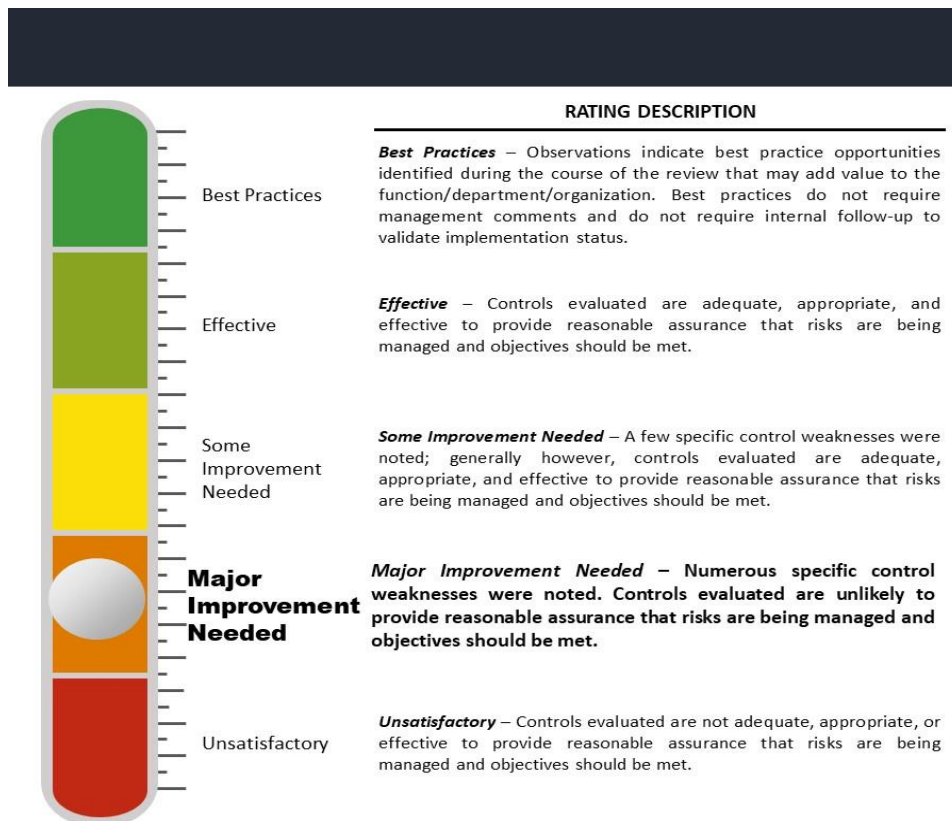 RATING DESCRIPTION
Best Practices – Observations indicate best practice opportunities
identified during the course of the review that may add value to the
function/department/organization. Best practices do not require
management comments and do not require internal follow-up to
validate implementation status.
Best Practices
Effective – Controls evaluated are adequate, appropriate, and
effective to provide reasonable assurance that risks are being
managed and objectives should be met.
Effective
Some Improvement Needed – A few specific control weaknesses were
noted; generally however, controls evaluated are adequate,
appropriate, and effective to provide reasonable assurance that risks
are being managed and objectives should be met.
Some
Improvement
Needed
Major Improvement Needed – Numerous specific control
weaknesses were noted. Controls evaluated are unlikely to
provide reasonable assurance that risks are being managed and
objectives should be met.
Major
Improvement
Needed
Unsatisfactory – Controls evaluated are not adequate, appropriate, or
effective to provide reasonable assurance that risks are being
managed and objectives should be met.
Unsatisfactory